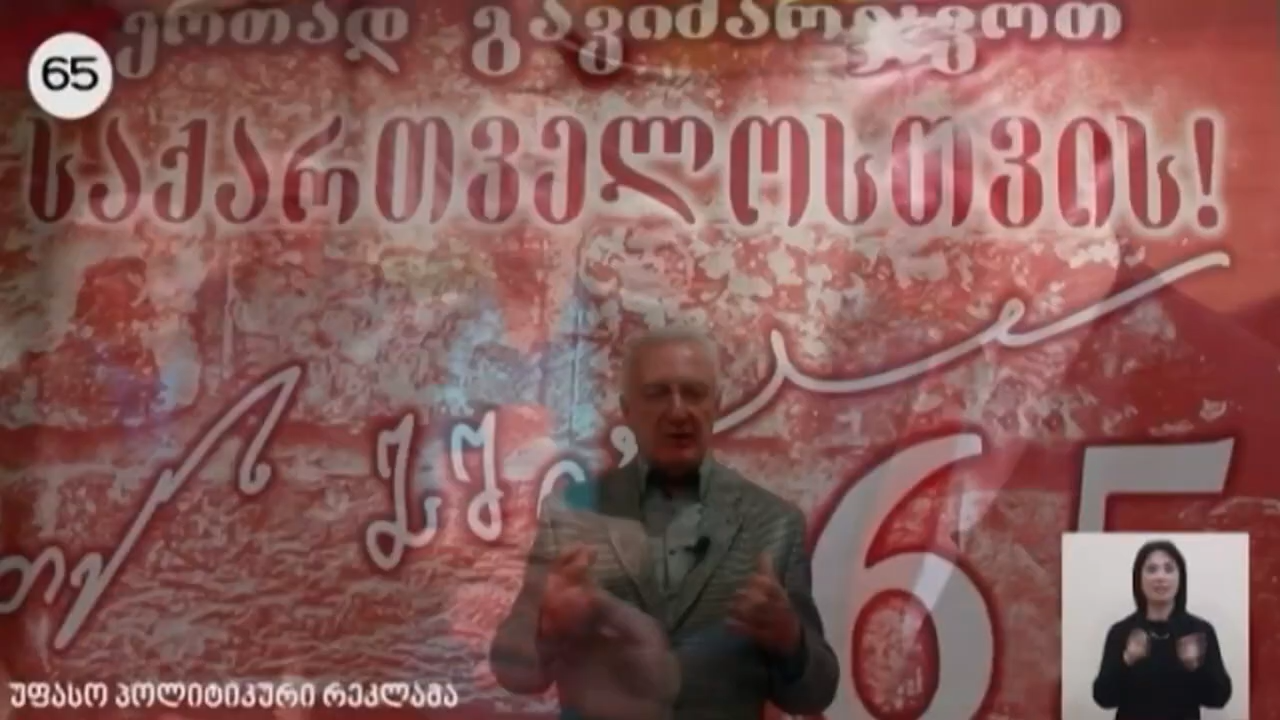 ერთად გავიმარჯვოთ
65
საქართველოსთვის!
65
უფასო პოლიტიკური რეკლამა